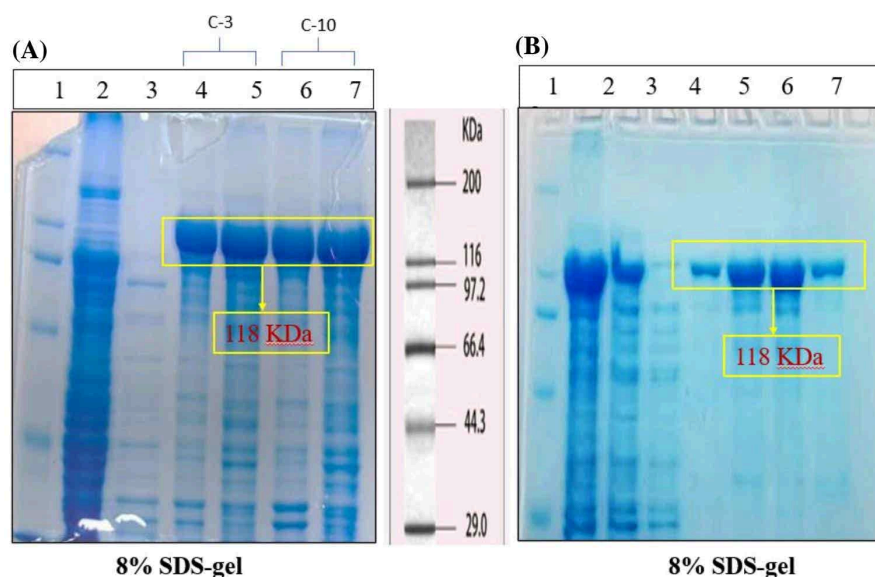 C-3 C-10
(A)
1 2 3 4 5 6 7
118 KDa
8% SDS-gel
KDa
200
116
97.2
66.4
44.3
29.0
(B)
1 2 3 4 5 6 7
118 KDa
8% SDS-gel